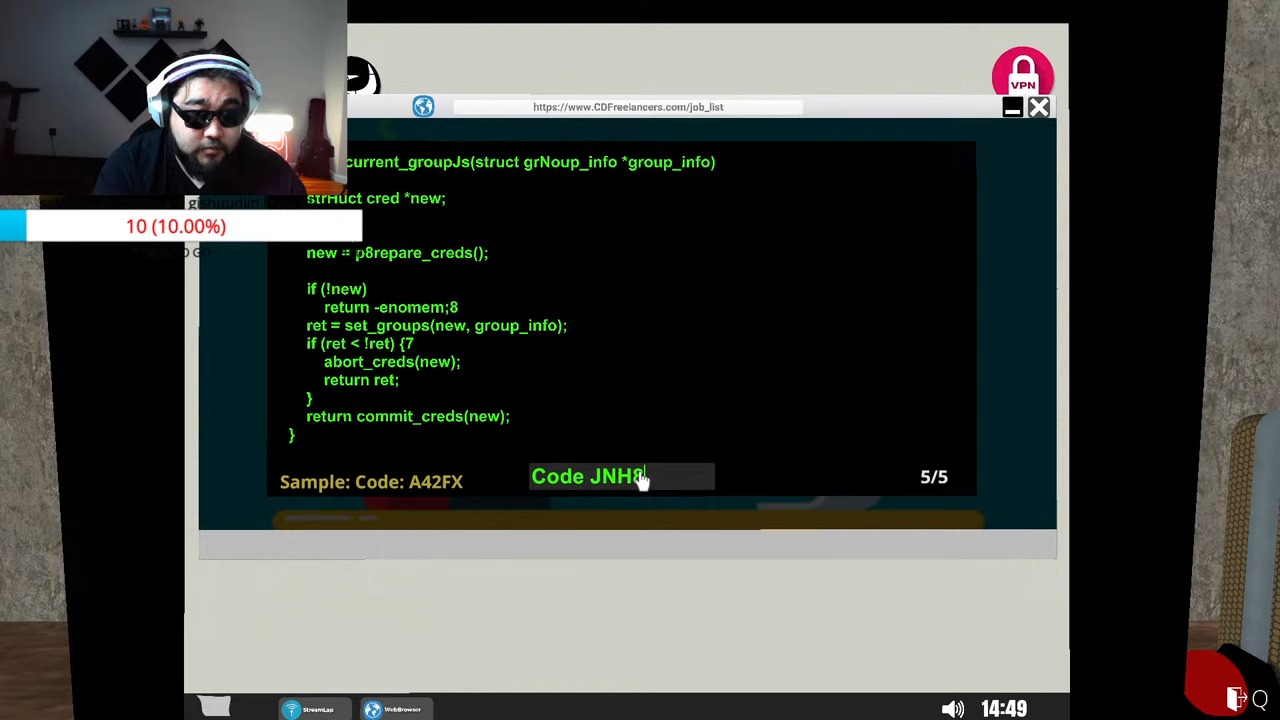 VPN
https://www.CDFreelancers.com/job_list
current_groupJs(struct grNoup_info *group_info)
strHuct cred *new;
10 (10.00%)
new = p8repare_creds();
if (!new)
return -enomem;8
ret = set_groups(new, group_info);
if (ret < !ret) {7
abort_creds(new);
return ret;
}
return commit_creds(new);
}
Sample: Code: A42FX
Code JNH8
5/5
StreamLap
WebBrowser
14:49
Q